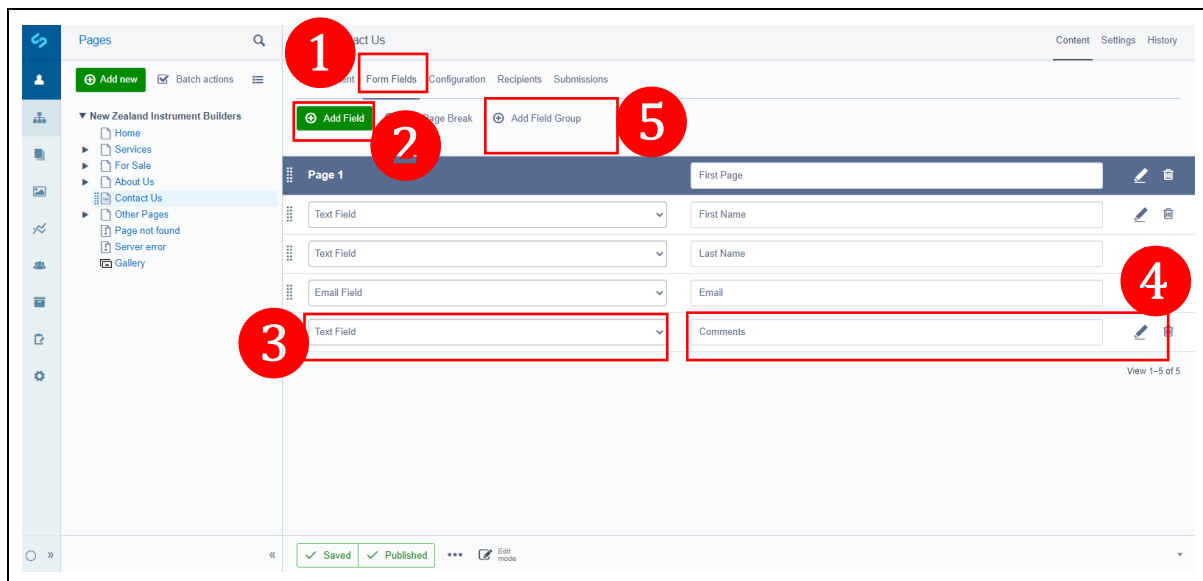 Pages
act Us
Content Settings History
1
Add new Batch actions
ent Form Fields Configuration Recipients Submissions
Add Field
2
age Break
Add Field Group
5
New Zealand Instrument Builders
Home
Services
For Sale
About Us
Contact Us
Other Pages
Page not found
Server error
Gallery
Page 1 First Page
Text Field First Name
Text Field Last Name
Email Field Email
4
3
Text Field Comments
View 1–5 of 5
Saved Published Edit mode